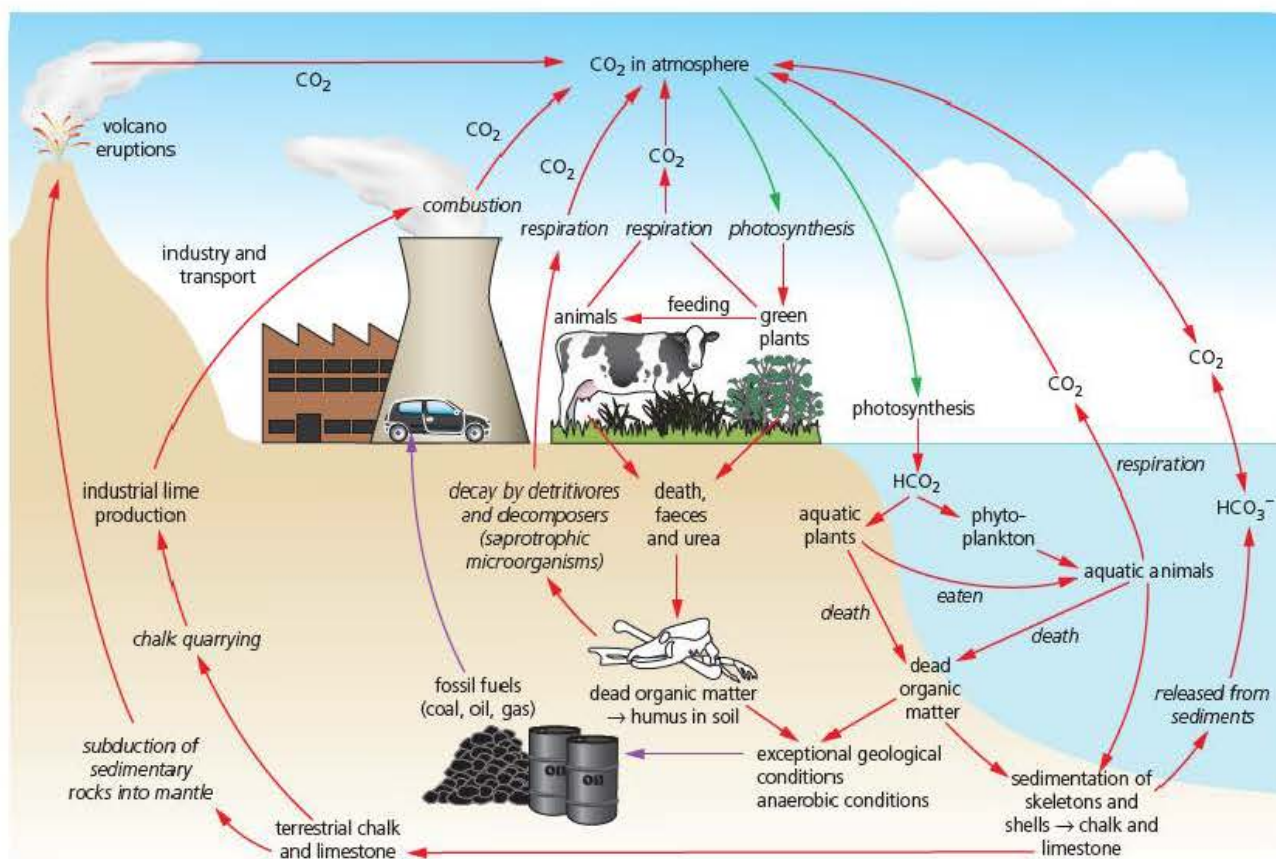 CO₂ in atmosphere
CO₂
volcano
eruptions
CO₂
CO₂
CO₂
combustion
respiration
respiration
photosynthesis
industry and
transport
animals
feeding
green
plants
CO₂
CO₂
photosynthesis
respiration
industrial lime
production
decay by detritivores
and decomposers
(saprotrophic
microorganisms)
death,
faeces
and urea
HCO₂
aquatic
plants
phyto-
plankton
HCO₃⁻
aquatic animals
eaten
death
death
chalk quarrying
fossil fuels
(coal, oil, gas)
dead organic matter
→ humus in soil
dead
organic
matter
released from
sediments
subduction of
sedimentary
rocks into mantle
OIL
OIL
exceptional geological
conditions
anaerobic conditions
sedimentation of
skeletons and
shells → chalk and
limestone
terrestrial chalk
and limestone